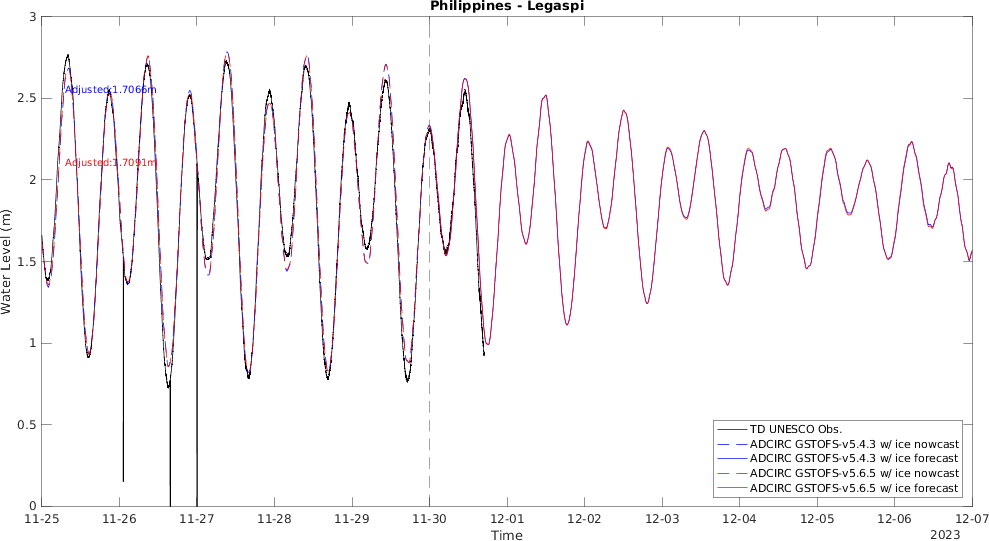 Philippines - Legaspi
3
2.5
2
1.5
1
0.5
0
Water Level (m)
Adjusted:1.7066m
Adjusted:1.7091m
TD UNESCO Obs.
ADCIRC GSTOFS-v5.4.3 w/ ice nowcast
ADCIRC GSTOFS-v5.4.3 w/ ice forecast
ADCIRC GSTOFS-v5.6.5 w/ ice nowcast
ADCIRC GSTOFS-v5.6.5 w/ ice forecast
11-25 11-26 11-27 11-28 11-29 11-30 12-01 12-02 12-03 12-04 12-05 12-06 12-07
Time
2023